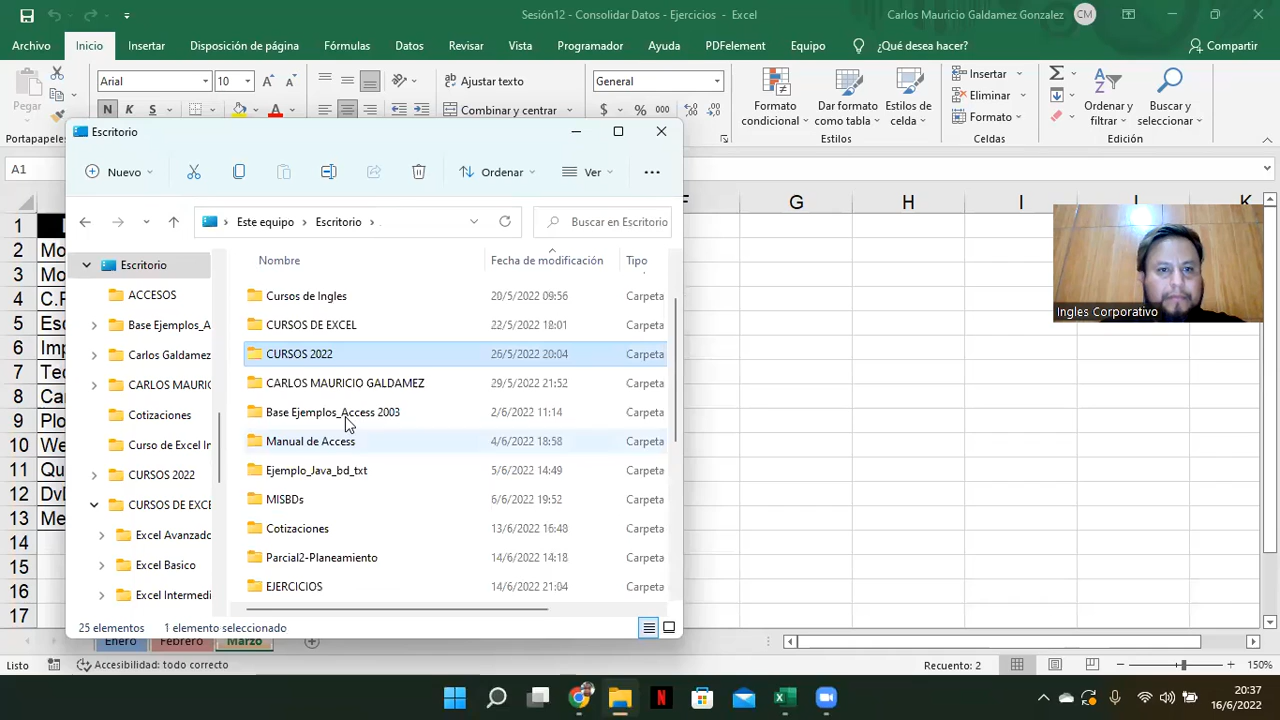 Sesión12 - Consolidar Datos - Ejercicios - Excel
Carlos Mauricio Galdamez Gonzalez CM
Archivo Inicio Insertar Disposición de página Fórmulas Datos Revisar Vista Programador Ayuda PDFelement Equipo ¿Qué desea hacer? Compartir
Pegar
Portapapeles
Arial 10
N K S
Ajustar texto
Combinar y centrar
General
$ % 000
Formato condicional
Dar formato como tabla
Estilos de celda
Estilos
Insertar
Eliminar
Formato
Celdas
Ordenar y filtrar
Buscar y seleccionar
Edición
A1
G H I K
1
2 Mo
3 Mo
4 C.P
5 Esc
6 Imp
7 Tec
8 Ca
9 Plo
10 We
11 Qu
12 Dvl
13 Me
14
15
16
17
Escritorio
Nuevo Ordenar Ver
Este equipo Escritorio
Buscar en Escritorio
Escritorio
ACCESOS
Base Ejemplos_A
Carlos Galdamez
CARLOS MAURIC
Cotizaciones
Curso de Excel In
CURSOS 2022
CURSOS DE EXCE
Excel Avanzado
Excel Basico
Excel Intermedi
Nombre Fecha de modificación Tipo
Cursos de Ingles 20/5/2022 09:56 Carpeta
CURSOS DE EXCEL 22/5/2022 18:01 Carpeta
CURSOS 2022 26/5/2022 20:04 Carpeta
CARLOS MAURICIO GALDAMEZ 29/5/2022 21:52 Carpeta
Base Ejemplos_Access 2003 2/6/2022 11:14 Carpeta
Manual de Access 4/6/2022 18:58 Carpeta
Ejemplo_Java_bd_txt 5/6/2022 14:49 Carpeta
MISBDs 6/6/2022 19:52 Carpeta
Cotizaciones 13/6/2022 16:48 Carpeta
Parcial2-Planeamiento 14/6/2022 14:18 Carpeta
EJERCICIOS 14/6/2022 21:04 Carpeta
25 elementos 1 elemento seleccionado
Ingles Corporativo
Enero Febrero Marzo
Listo Accesibilidad: todo correcto Recuento: 2 150%
20:37
16/6/2022